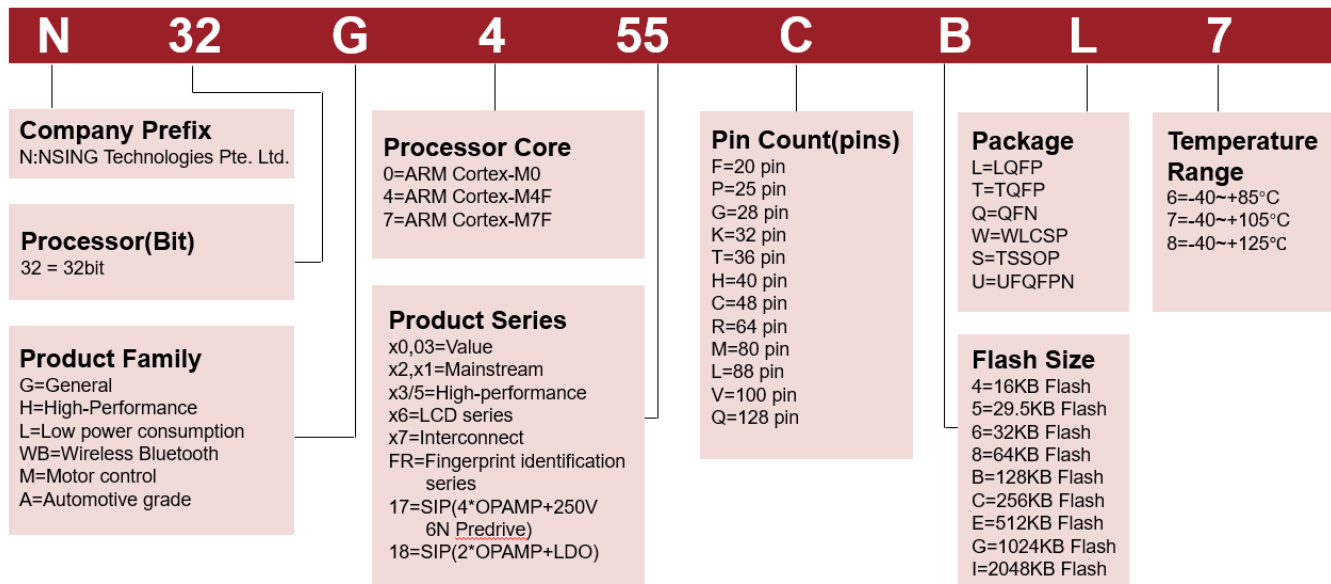 N 32 G 4 55 C B L 7
Company Prefix
N:NSING Technologies Pte. Ltd.
Processor(Bit)
32 = 32bit
Product Family
G=General
H=High-Performance
L=Low power consumption
WB=Wireless Bluetooth
M=Motor control
A=Automotive grade
Processor Core
0=ARM Cortex-M0
4=ARM Cortex-M4F
7=ARM Cortex-M7F
Product Series
x0,03=Value
x2,x1=Mainstream
x3/5=High-performance
x6=LCD series
x7=Interconnect
FR=Fingerprint identification
series
17=SIP(4*OPAMP+250V
6N Predrive)
18=SIP(2*OPAMP+LDO)
Pin Count(pins)
F=20 pin
P=25 pin
G=28 pin
K=32 pin
T=36 pin
H=40 pin
C=48 pin
R=64 pin
M=80 pin
L=88 pin
V=100 pin
Q=128 pin
Package
L=LQFP
T=TQFP
Q=QFN
W=WLCSP
S=TSSOP
U=UFQFPN
Flash Size
4=16KB Flash
5=29.5KB Flash
6=32KB Flash
8=64KB Flash
B=128KB Flash
C=256KB Flash
E=512KB Flash
G=1024KB Flash
I=2048KB Flash
Temperature
Range
6=-40~+85°C
7=-40~+105°C
8=-40~+125℃